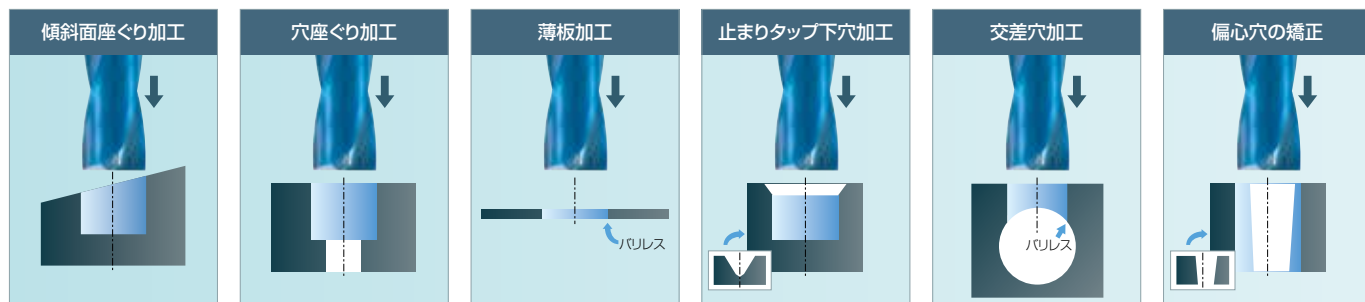 傾斜面座ぐり加工
穴座ぐり加工
薄板加工
バリレス
止まりタップ下穴加工
交差穴加工
バリレス
偏心穴の矯正